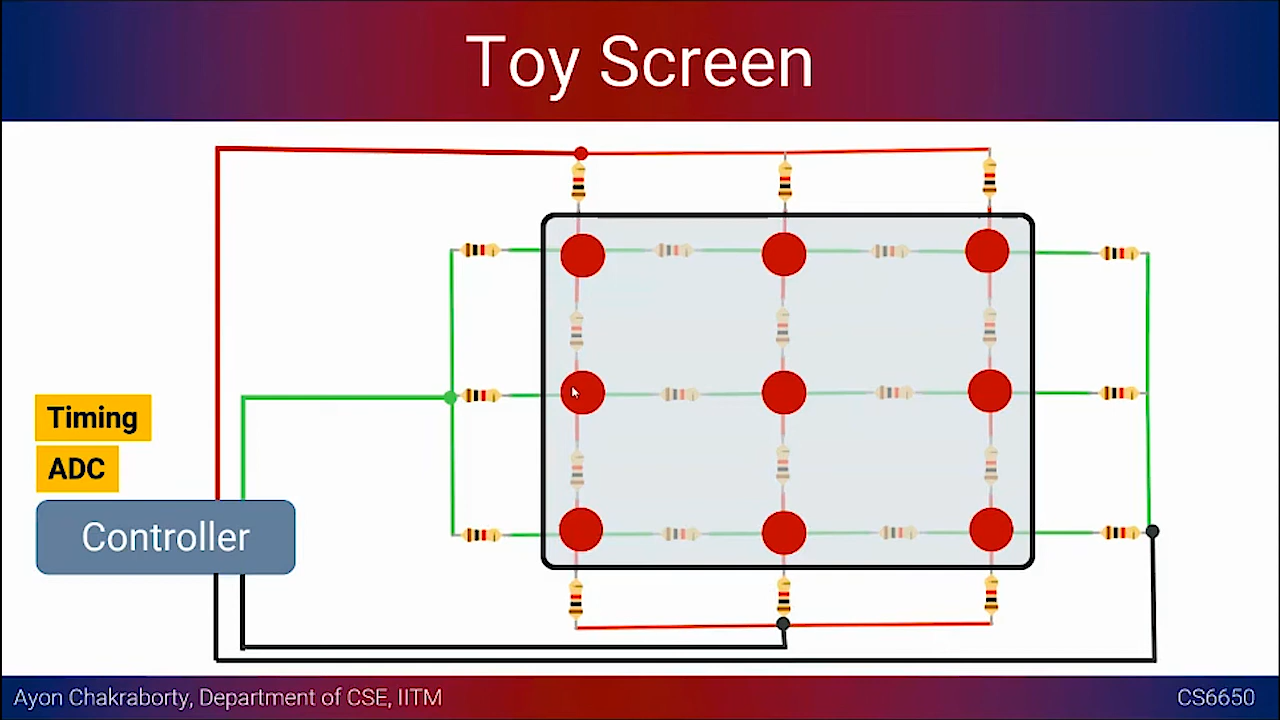 Toy Screen
Timing
ADC
Controller
Ayon Chakraborty, Department of CSE, IITM
CS6650